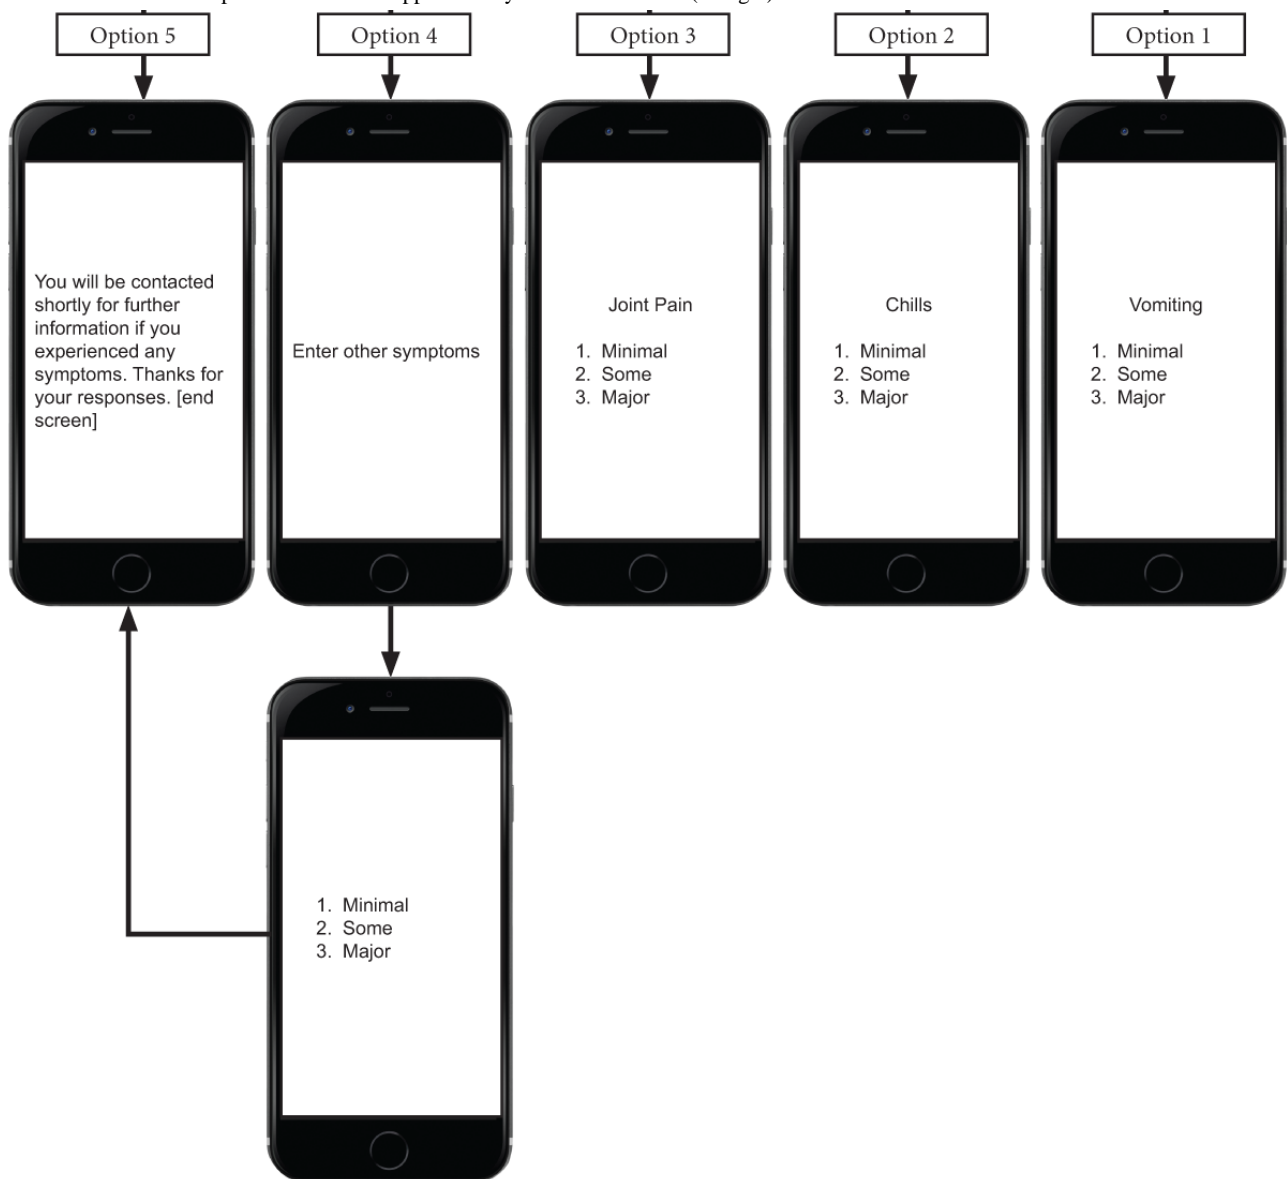 Option 5
Option 4
Option 3
Option 2
Option 1
You will be contacted
shortly for further
information if you
experienced any
symptoms. Thanks for
your responses. [end
screen]
Enter other symptoms
Joint Pain
1. Minimal
2. Some
3. Major
Chills
1. Minimal
2. Some
3. Major
Vomiting
1. Minimal
2. Some
3. Major
1. Minimal
2. Some
3. Major